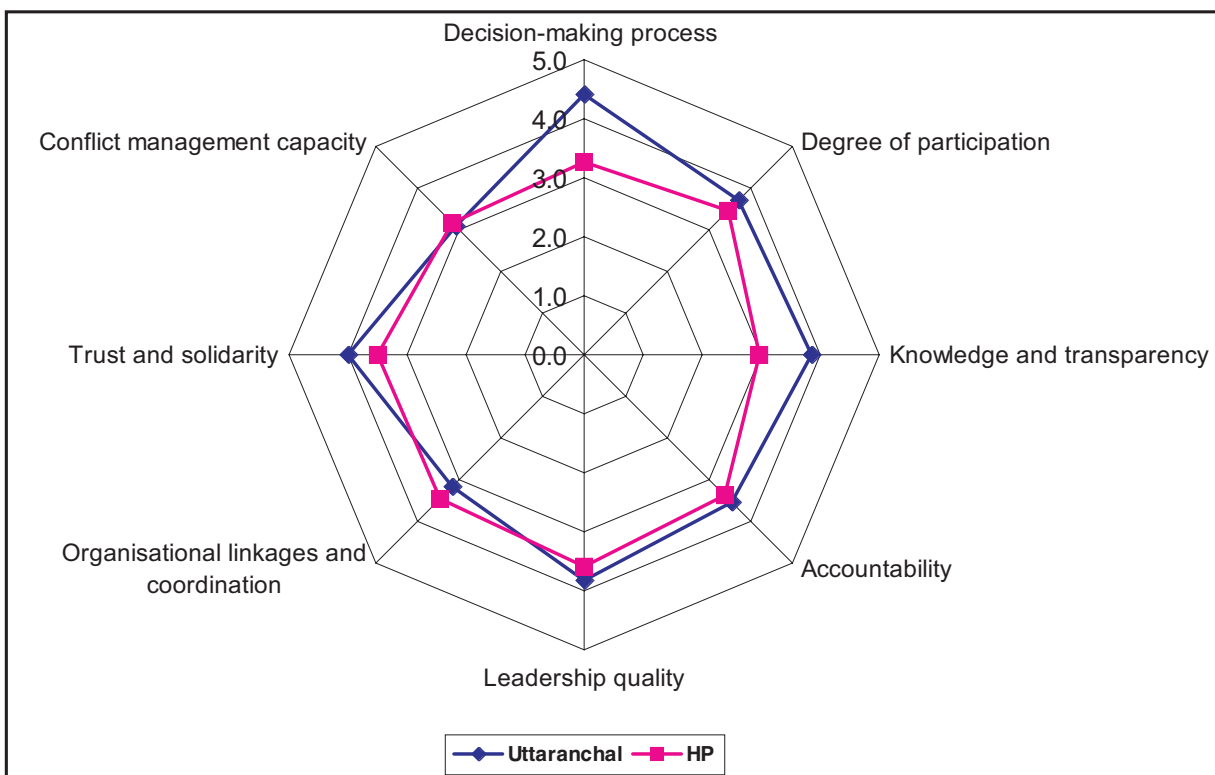 Decision-making process
5.0
Conflict management capacity
4.0
Degree of participation
3.0
2.0
1.0
Trust and solidarity
0.0
Knowledge and transparency
Organisational linkages and
coordination
Accountability
Leadership quality
Uttaranchal
HP